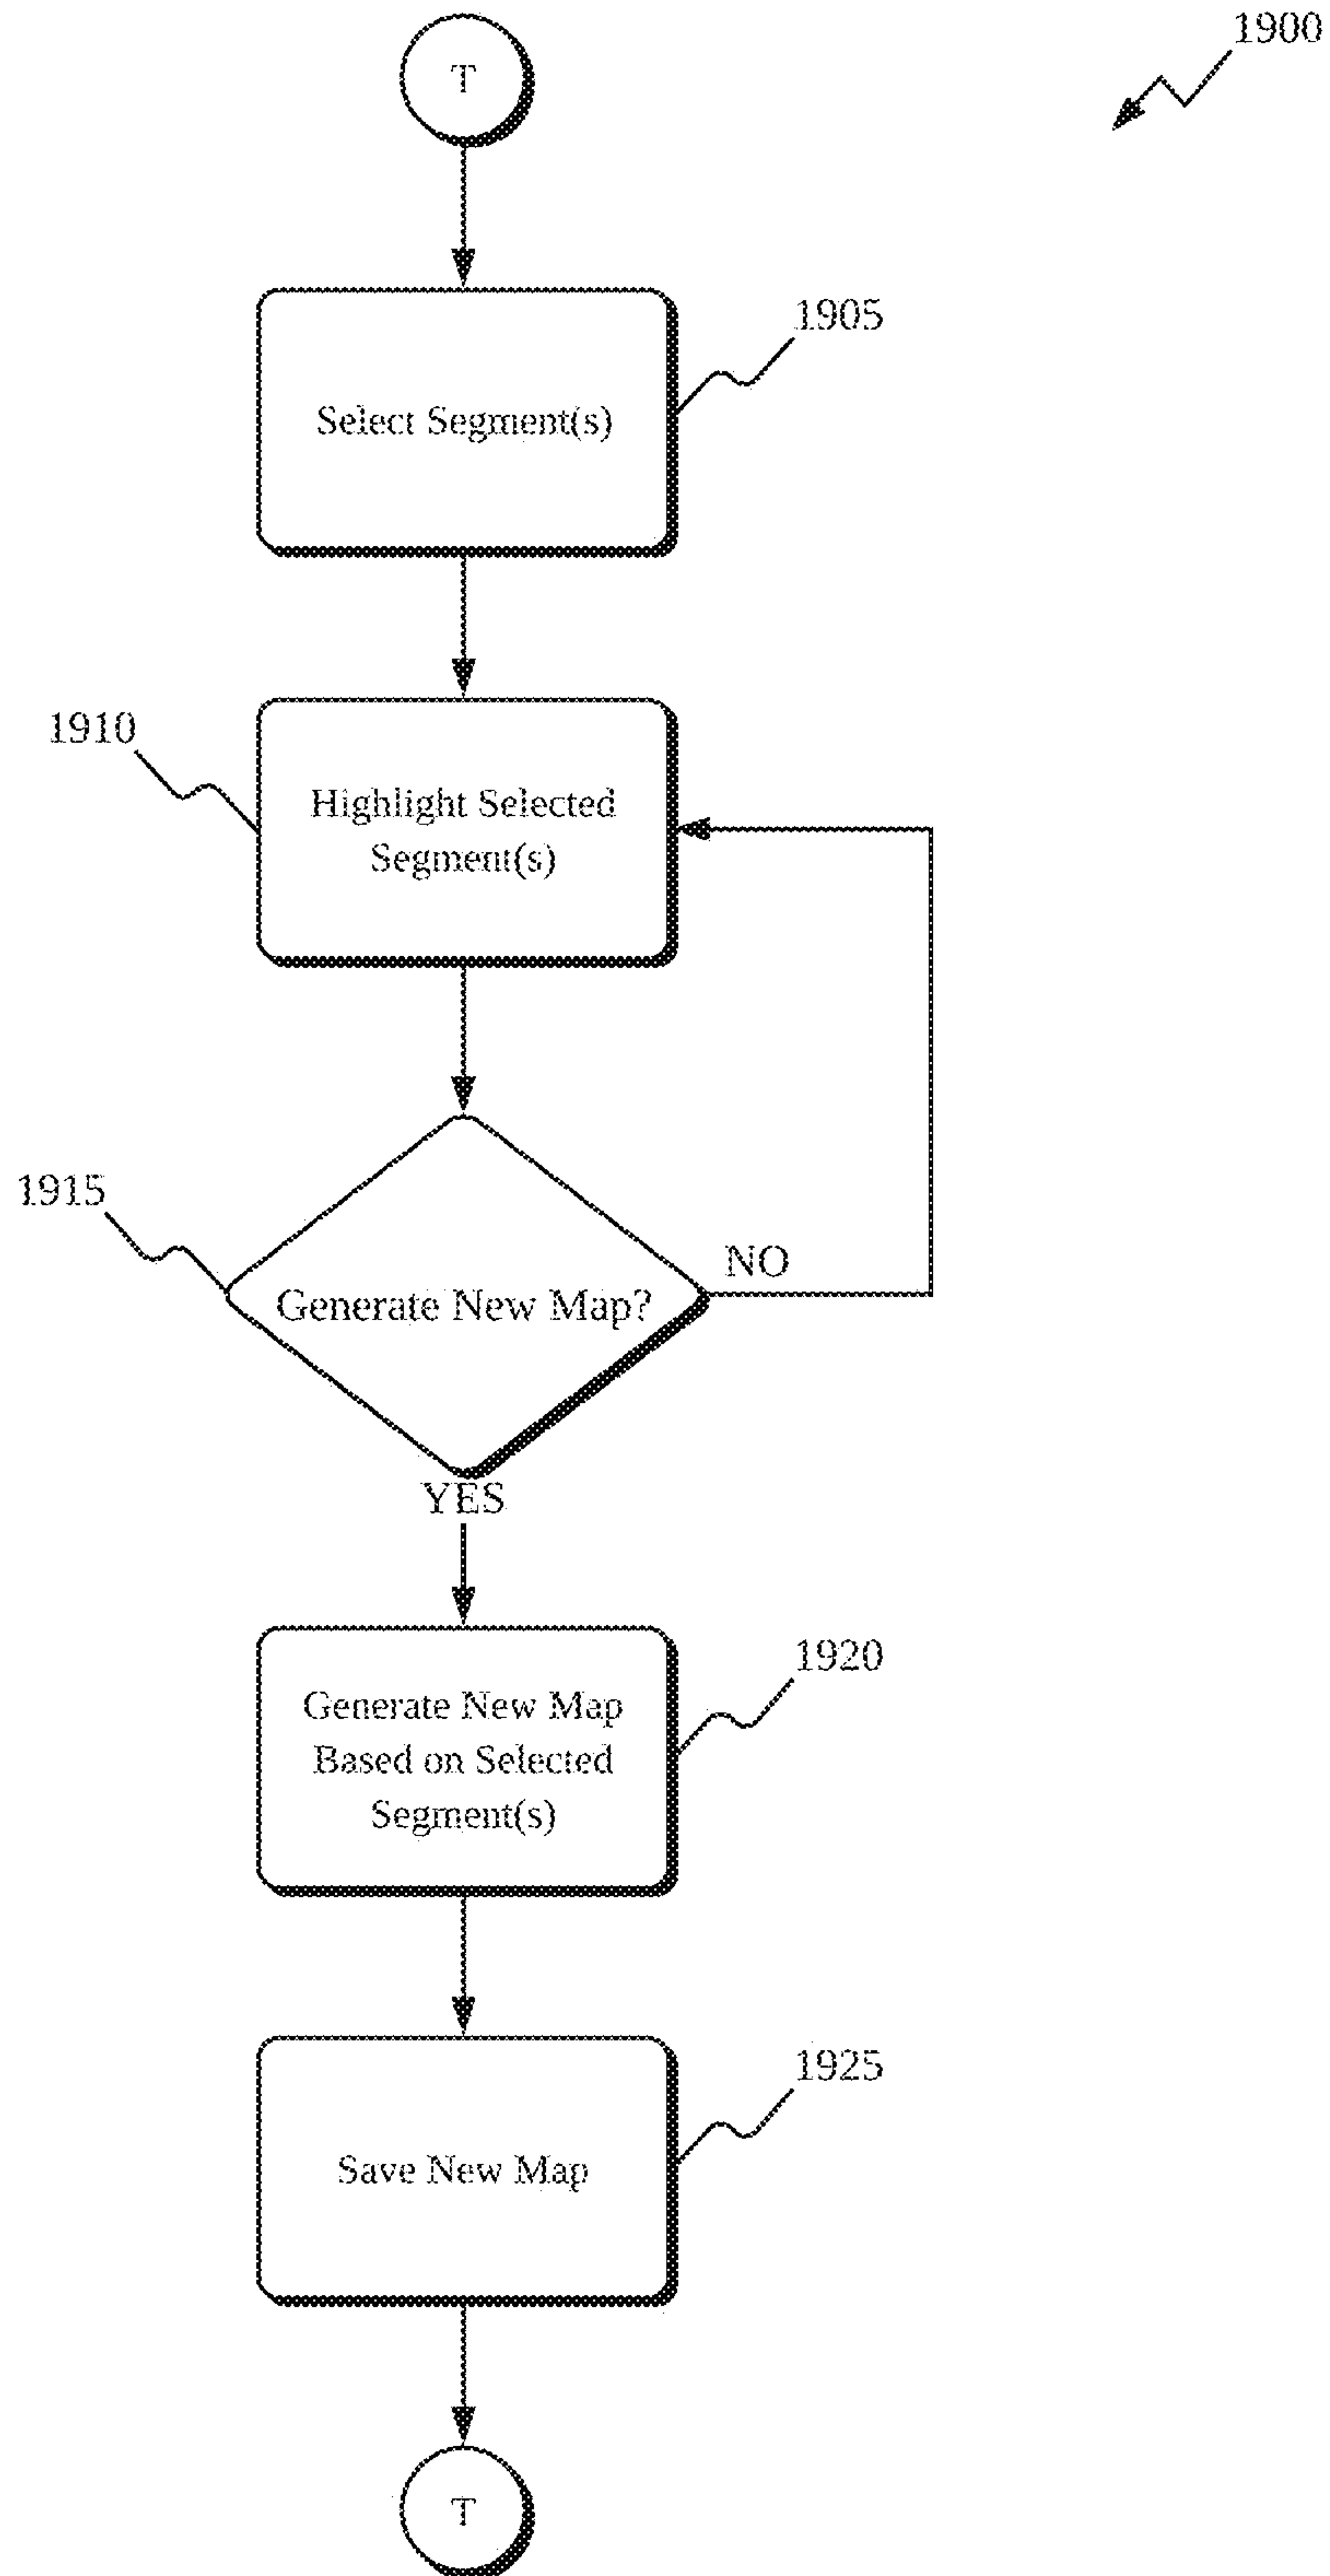 T
1900
1905
Select Segment(s)
1910
Highlight Selected
Segment(s)
1915
NO
Generate New Map?
YES
1920
Generate New Map
Based on Selected
Segment(s)
1925
Save New Map
T